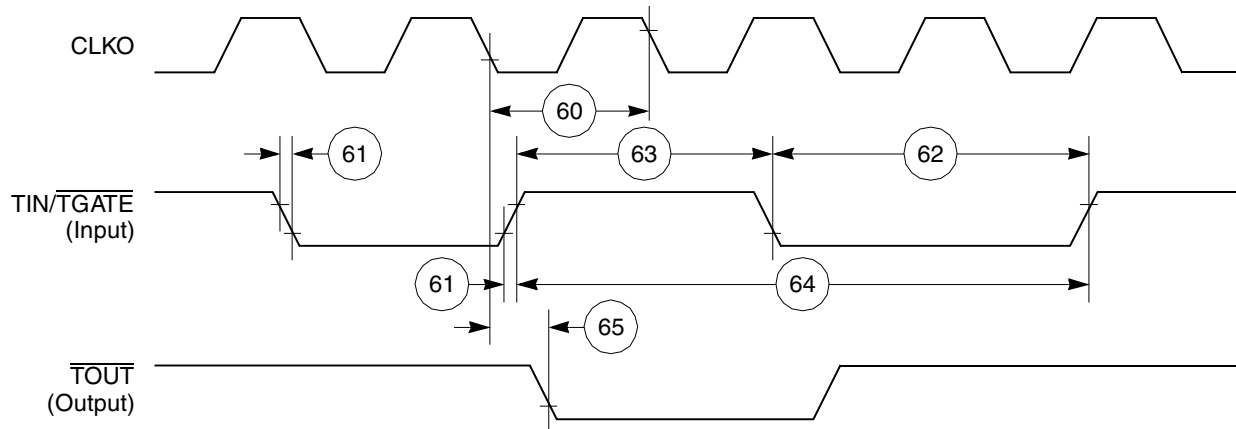 CLKO
60
61
63
62
TIN/TGATE
(Input)
61
64
65
TOUT
(Output)